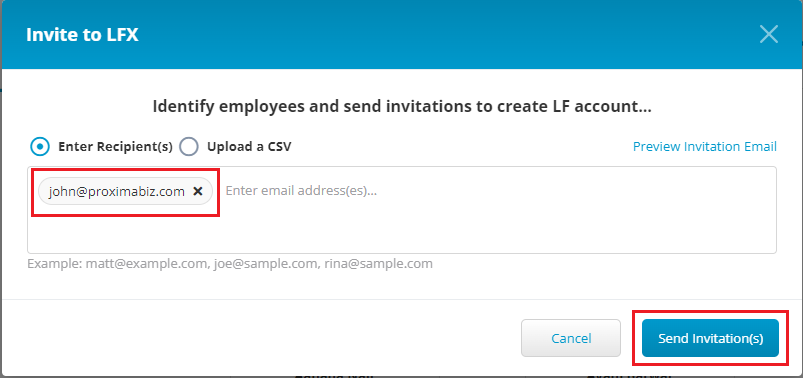 Invite to LFX
Identify employees and send invitations to create LF account...
Enter Recipient(s) Upload a CSV Preview Invitation Email
john@proximabiz.com Enter email address(es)...
Example: matt@example.com, joe@sample.com, rina@sample.com
Cancel Send Invitation(s)